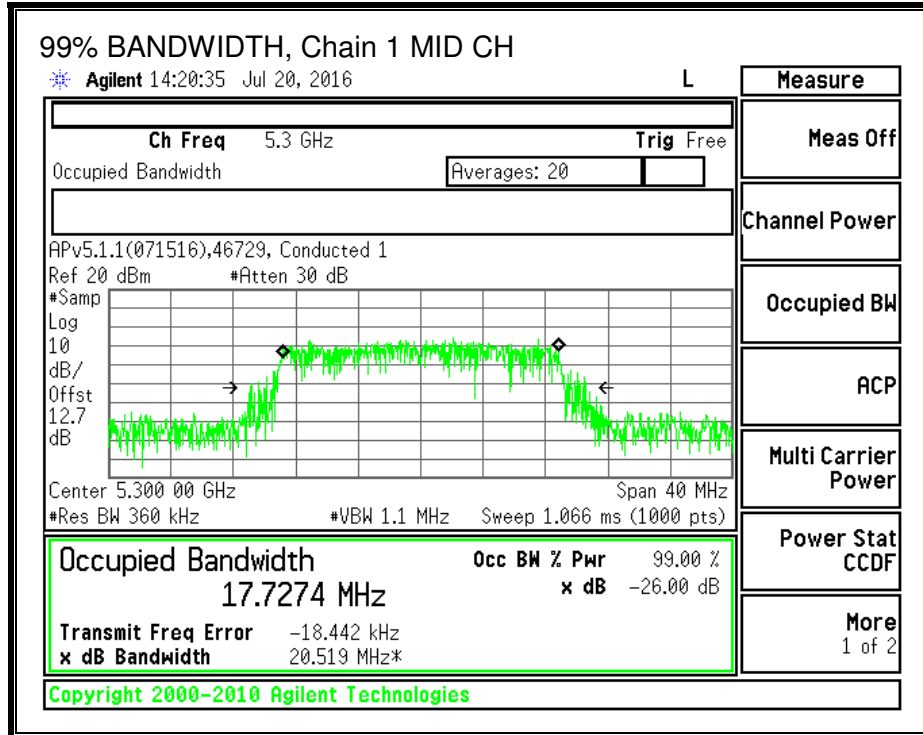 99% BANDWIDTH, Chain 1 MID CH
Agilent 14:20:35 Jul 20, 2016 L
Measure
Ch Freq 5.3 GHz Trig Free
Meas Off
Occupied Bandwidth Averages: 20
Channel Power
APv5.1.1(071516),46729, Conducted 1
Ref 20 dBm #Atten 30 dB
#Samp
Log
10
dB/
Offst
12.7
dB
Occupied BW
ACP
Multi Carrier
Power
Center 5.300 00 GHz Span 40 MHz
#Res BW 360 kHz #VBW 1.1 MHz Sweep 1.066 ms (1000 pts)
Power Stat
CCDF
Occupied Bandwidth Occ BW % Pwr 99.00 %
17.7274 MHz x dB -26.00 dB
Transmit Freq Error -18.442 kHz
x dB Bandwidth 20.519 MHz*
More
1 of 2
Copyright 2000-2010 Agilent Technologies